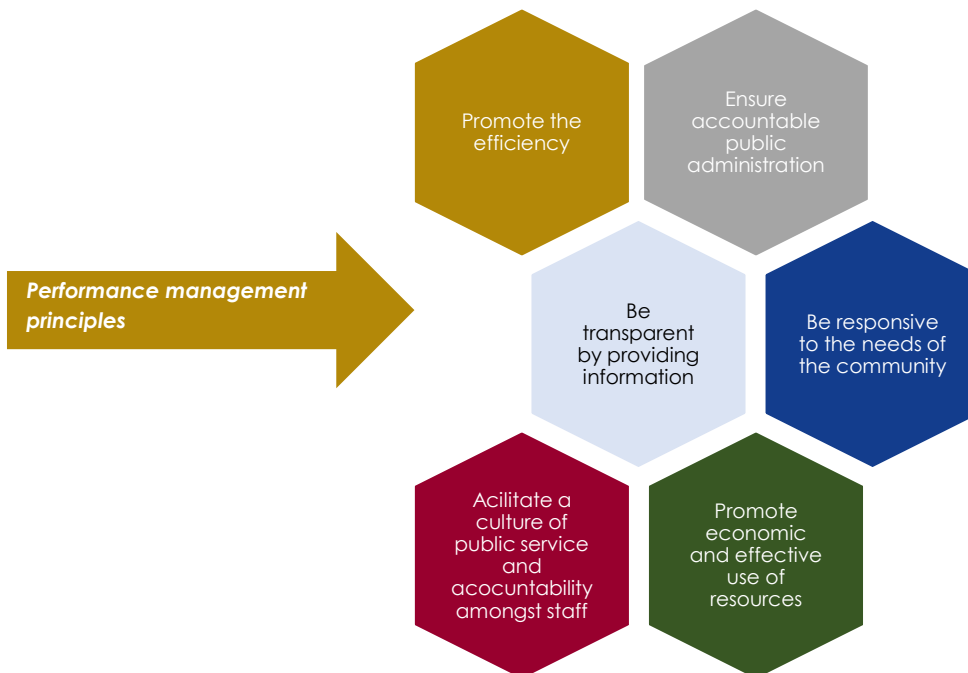 Performance management
principles
Promote the
efficiency
Ensure
accountable
public
administration
Be
transparent
by providing
information
Be responsive
to the needs of
the community
Acilitate a
culture of
public service
and
acocuntability
amongst staff
Promote
economic
and effective
use of
resources